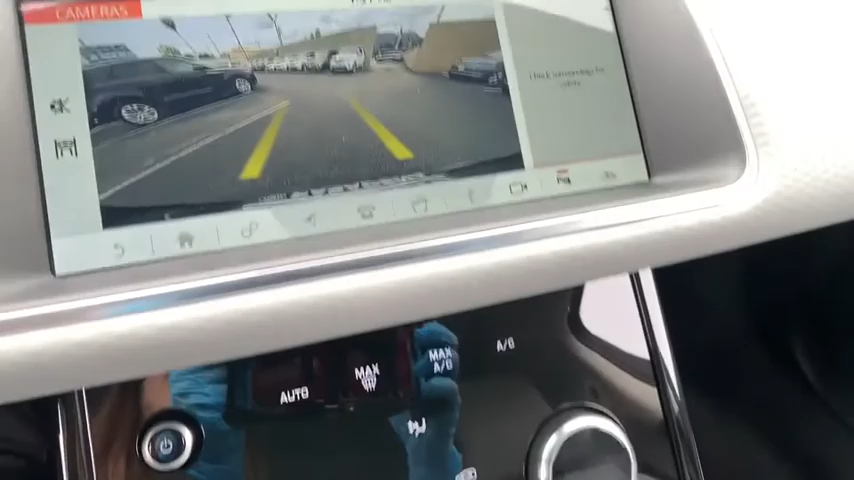 CAMERAS
Check surroundings for
safety
AUTO
MAX
MAX
A/C
A/C